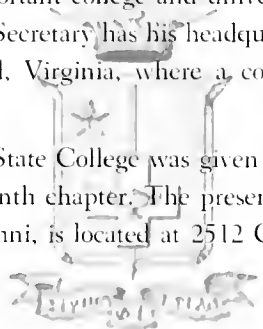 portant college and unive
Secretary has his headqu
l, Virginia, where a co
State College was given
nth chapter. The presen
nni, is located at 2512 C